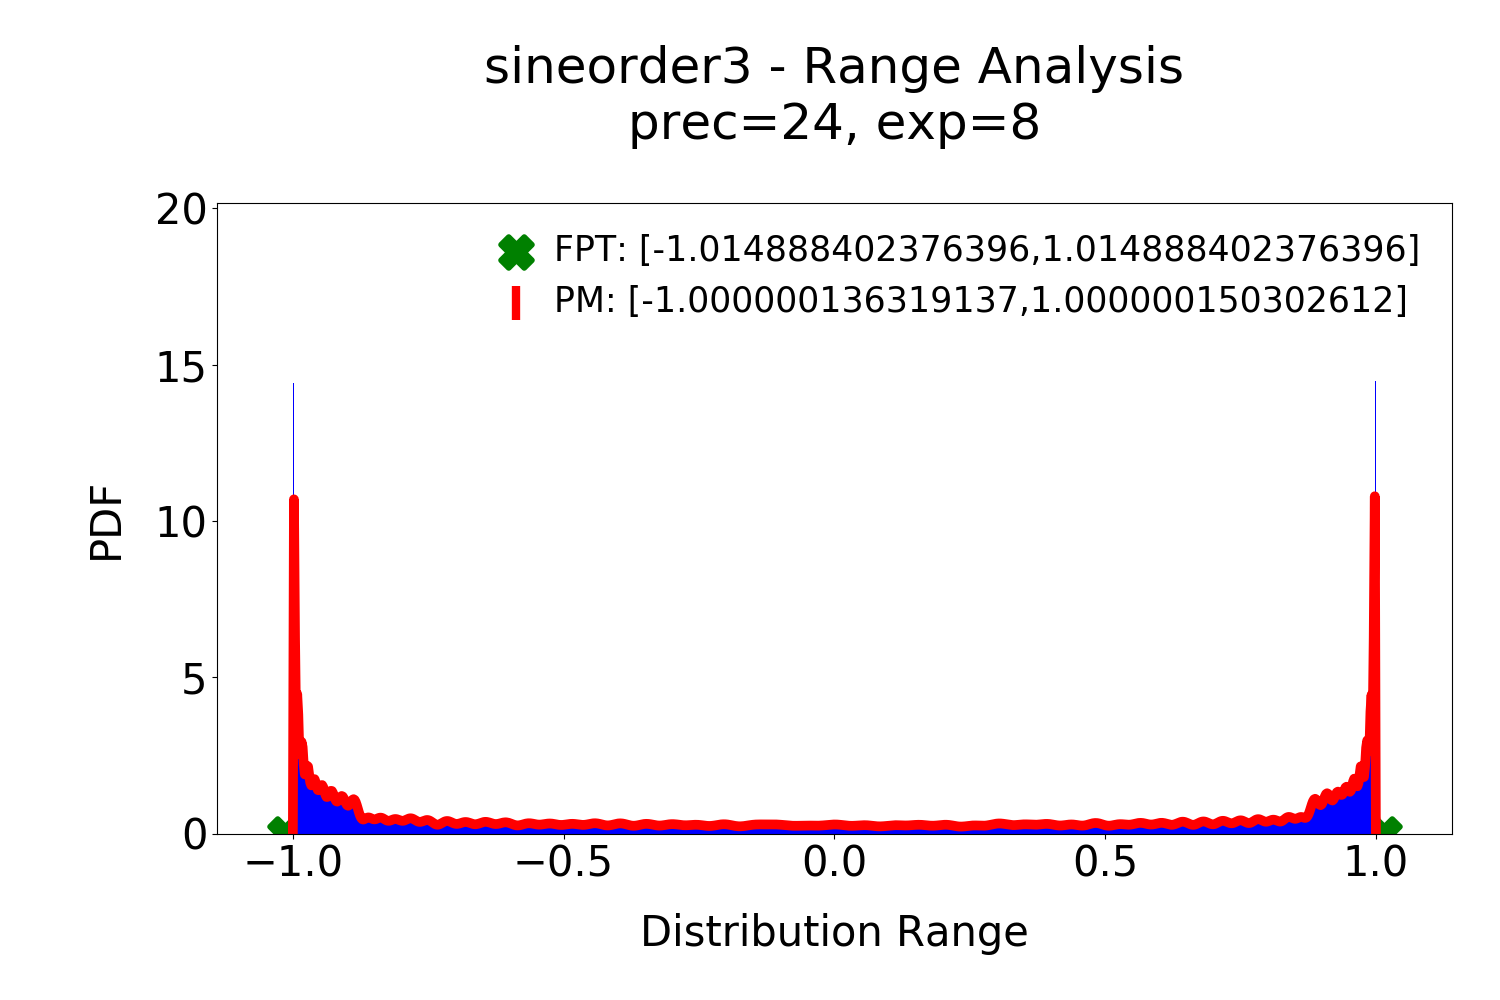 sineorder3 - Range Analysis
prec=24, exp=8
20
FPT: [-1.014888402376396,1.014888402376396]
PM: [-1.000000136319137,1.000000150302612]
15
10
PDF
5
0
−1.0 −0.5 0.0 0.5 1.0
Distribution Range